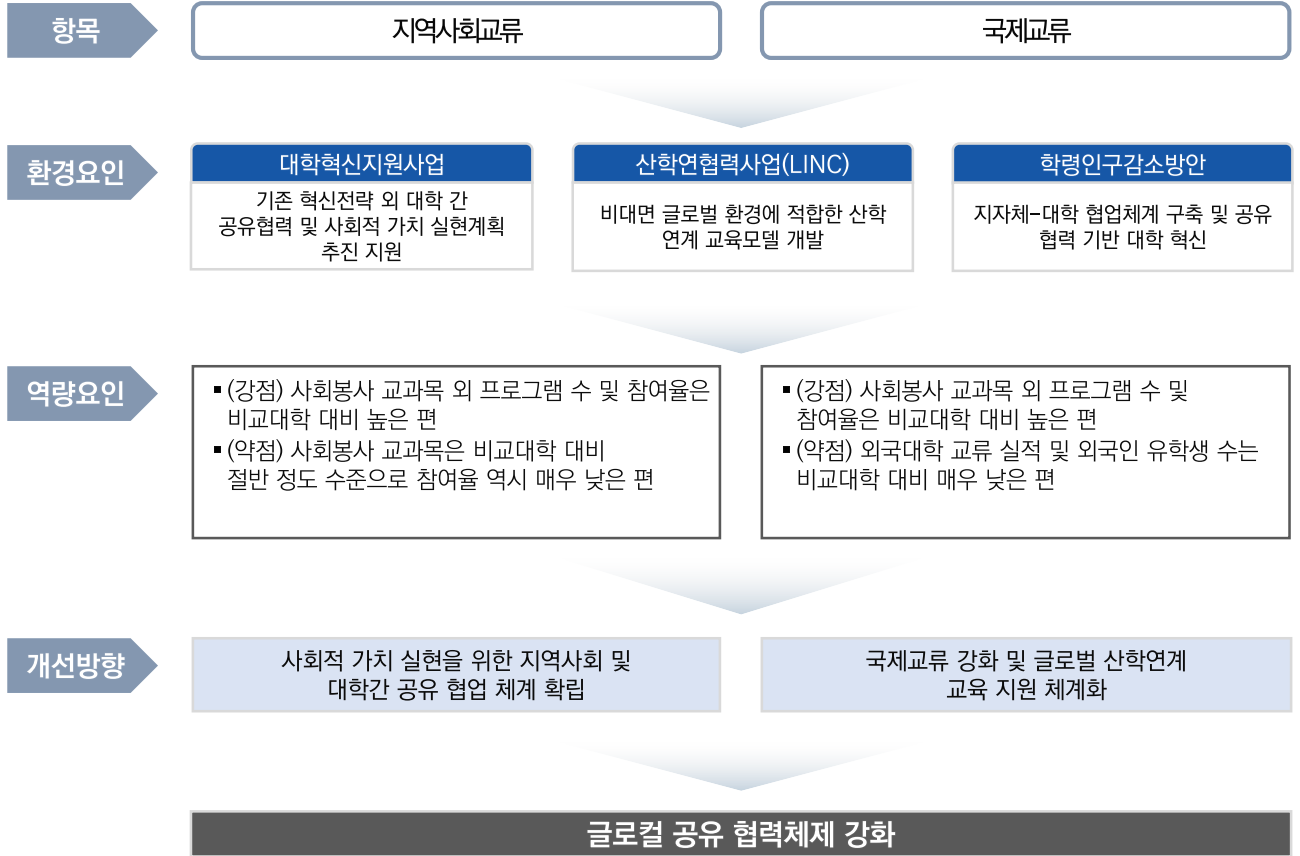 항목
지역사회교류
국제교류
환경요인
대학혁신지원사업
기존 혁신전략 외 대학 간
공유협력 및 사회적 가치 실현계획
추진 지원
산학연협력사업(LINC)
비대면 글로벌 환경에 적합한 산학
연계 교육모델 개발
학령인구감소방안
지자체-대학 협업체계 구축 및 공유
협력 기반 대학 혁신
역량요인
▪ (강점) 사회봉사 교과목 외 프로그램 수 및 참여율은
비교대학 대비 높은 편
▪ (약점) 사회봉사 교과목은 비교대학 대비
절반 정도 수준으로 참여율 역시 매우 낮은 편
▪ (강점) 사회봉사 교과목 외 프로그램 수 및
참여율은 비교대학 대비 높은 편
▪ (약점) 외국대학 교류 실적 및 외국인 유학생 수는
비교대학 대비 매우 낮은 편
개선방향
사회적 가치 실현을 위한 지역사회 및
대학간 공유 협업 체계 확립
국제교류 강화 및 글로벌 산학연계
교육 지원 체계화
글로컬 공유 협력체제 강화